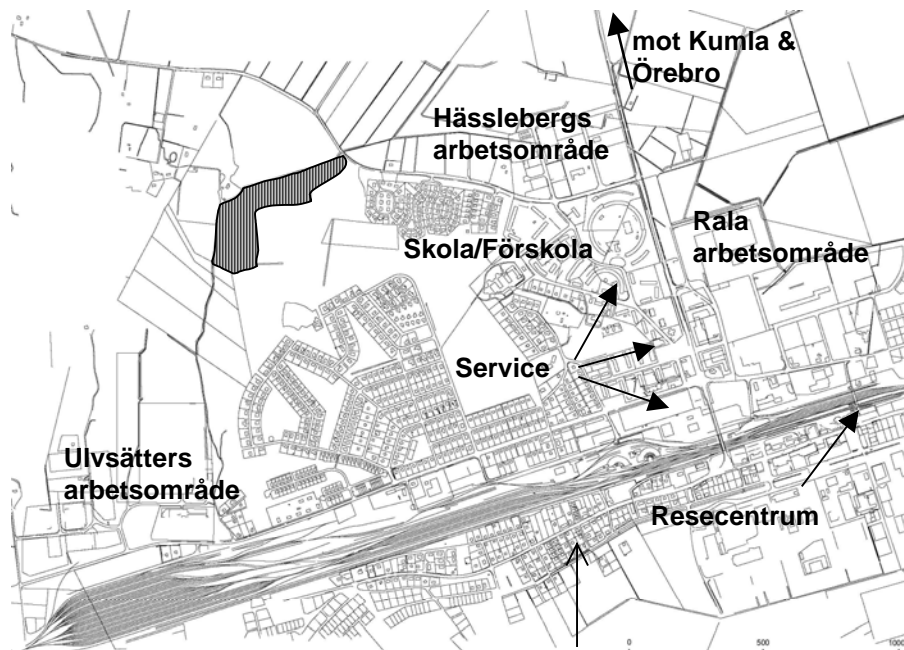 mot Kumla &
Örebro
Hässlebergs
arbetsområde
Skola/Förskola
Rala
arbetsområde
Service
Ulvsätters
arbetsområde
Resecentrum
0 500 1000